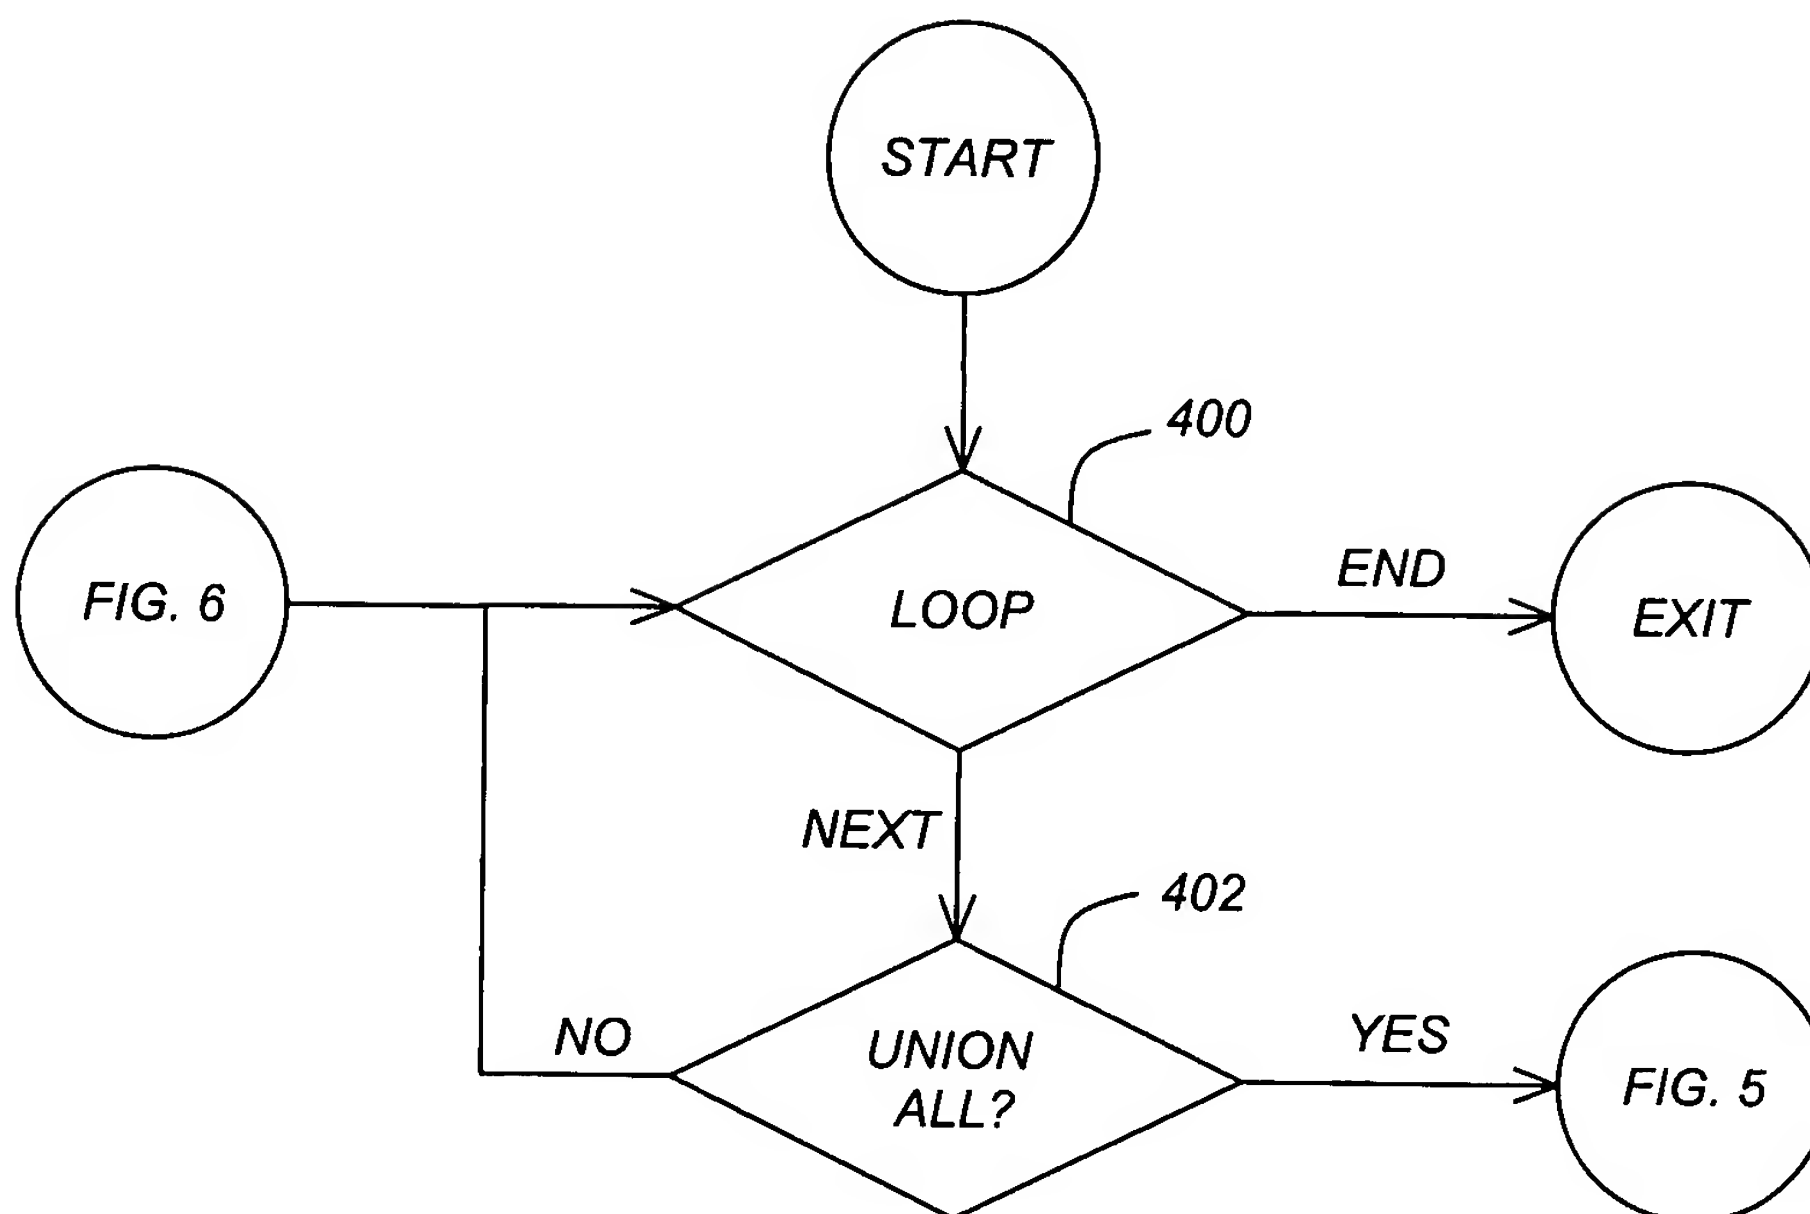 START
400
FIG. 6
LOOP
END
EXIT
NEXT
402
NO
UNION
ALL?
YES
FIG. 5